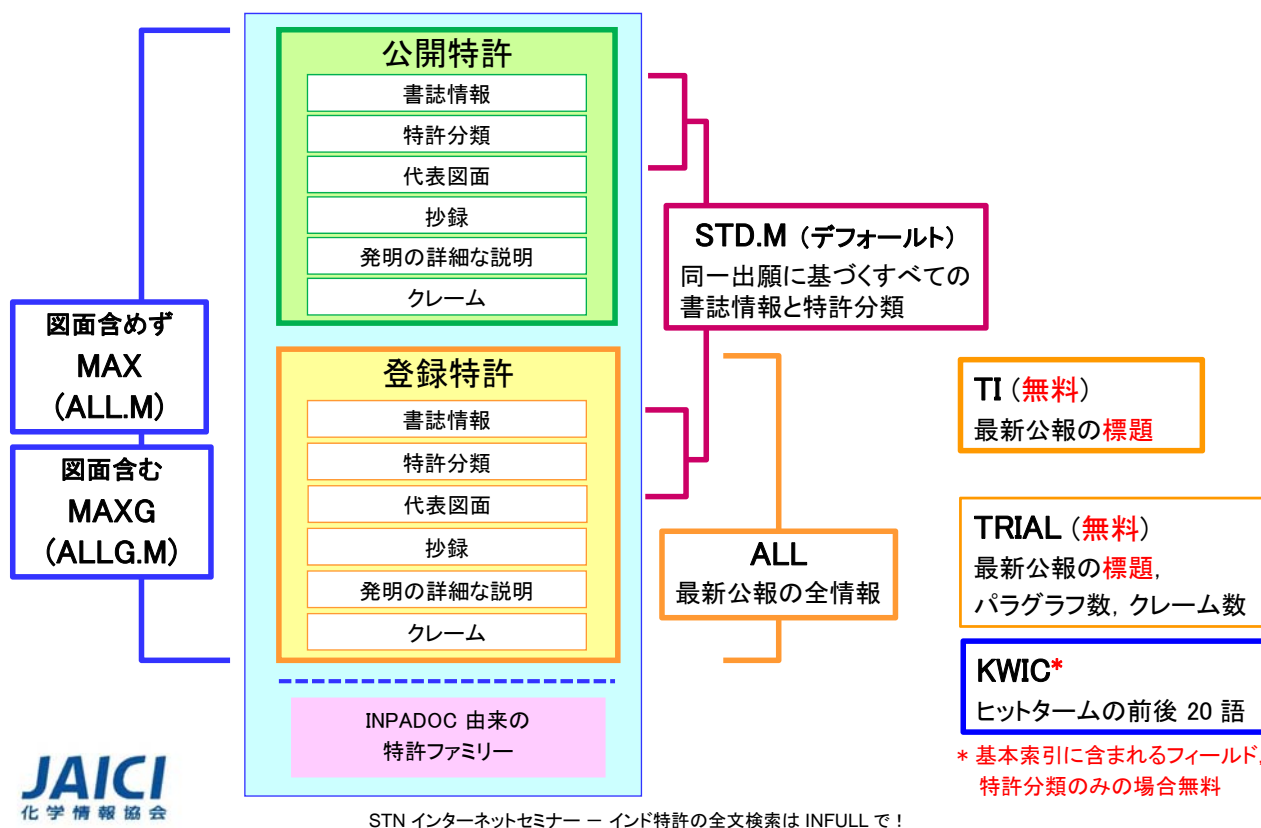 公開特許
書誌情報
特許分類
代表図面
抄録
発明の詳細な説明
クレーム
登録特許
書誌情報
特許分類
代表図面
抄録
発明の詳細な説明
クレーム
INPADOC 由来の
特許ファミリー
図面含めず
MAX
(ALL.M)
図面含む
MAXG
(ALLG.M)
STD.M (デフォールト)
同一出願に基づくすべての
書誌情報と特許分類
ALL
最新公報の全情報
TI (無料)
最新公報の標題
TRIAL (無料)
最新公報の標題,
パラグラフ数, クレーム数
KWIC*
ヒットタームの前後 20 語
* 基本索引に含まれるフィールド,
特許分類のみの場合無料
JAICI
化学情報協会
STN インターネットセミナー － インド特許の全文検索は INFULL で！